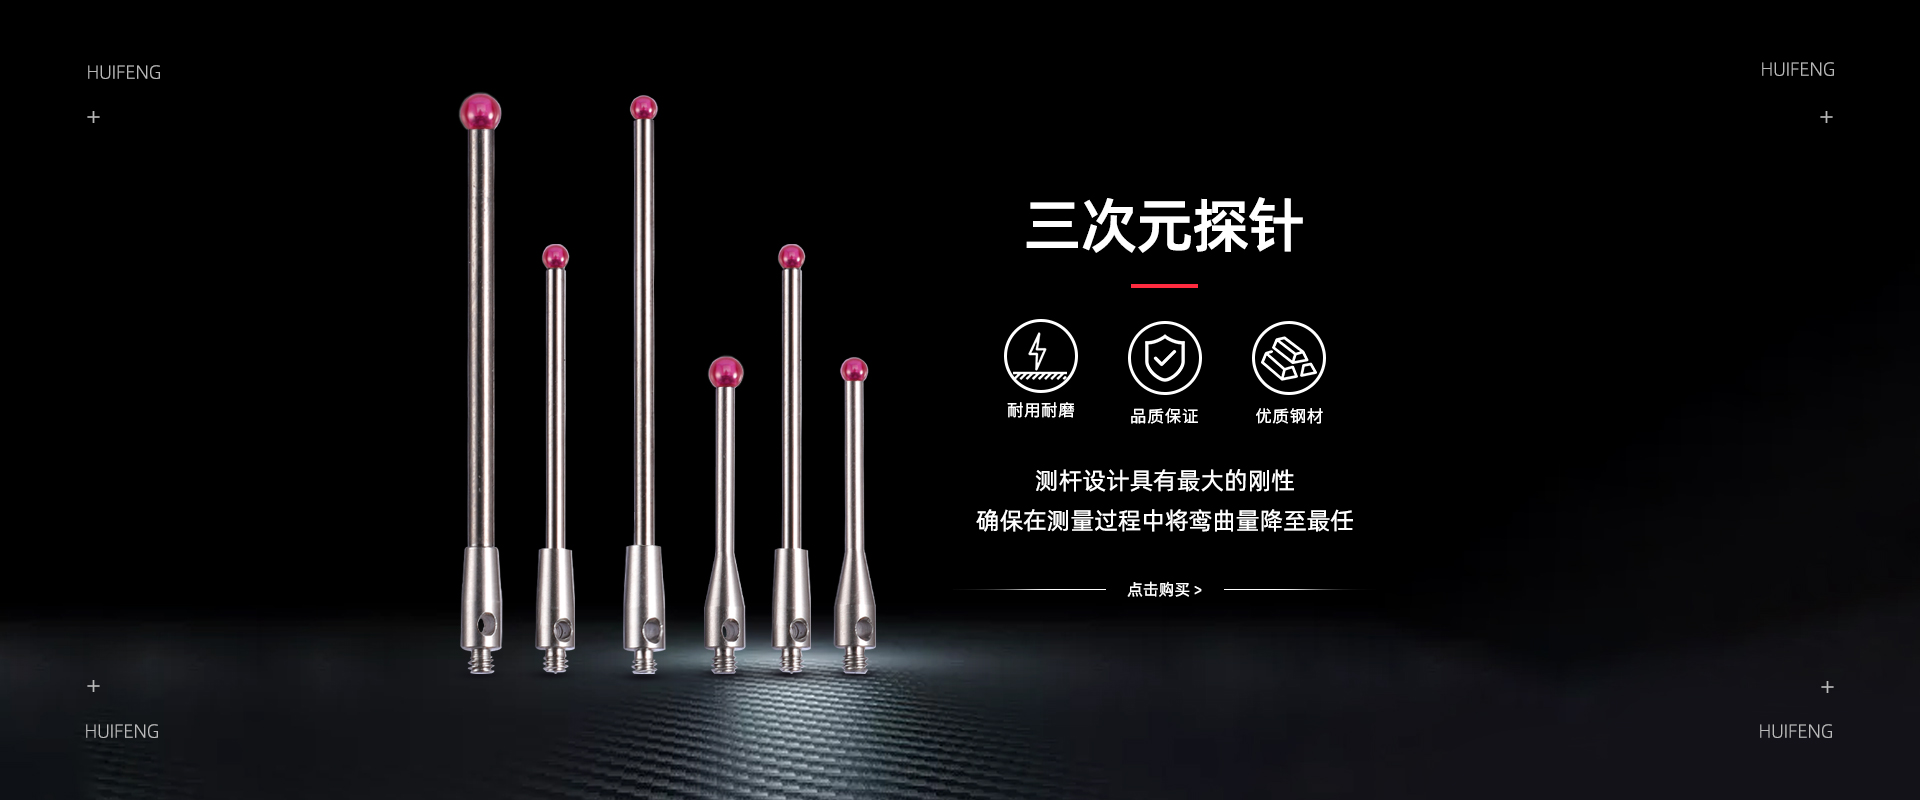 HUIFENG
HUIFENG
+
+
三次元探针
耐用耐磨
品质保证
优质钢材
测杆设计具有最大的刚性
确保在测量过程中将弯曲量降至最任
点击购买 >
+
+
HUIFENG
HUIFENG